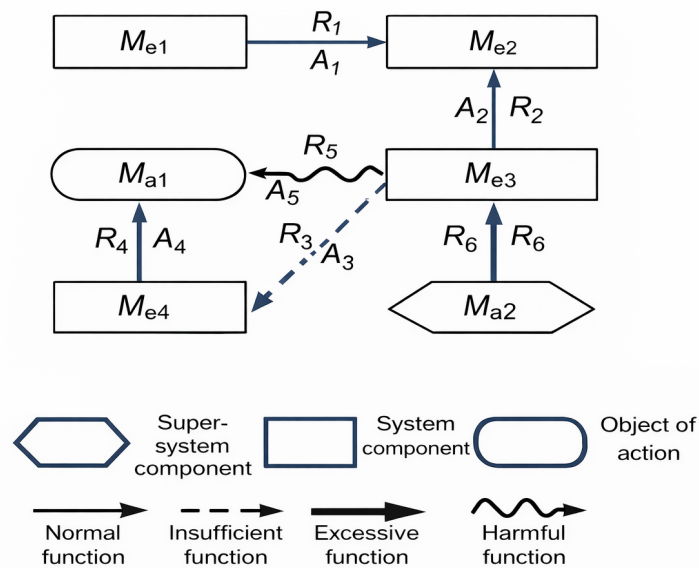 R1
Me1
Me2
A1
A2
R2
R5
Ma1
Me3
A5
R3
R4
A4
A3
R6
R6
Me4
Ma2
Super-
system
component
System
component
Object of
action
Normal
function
Insufficient
function
Excessive
function
Harmful
function